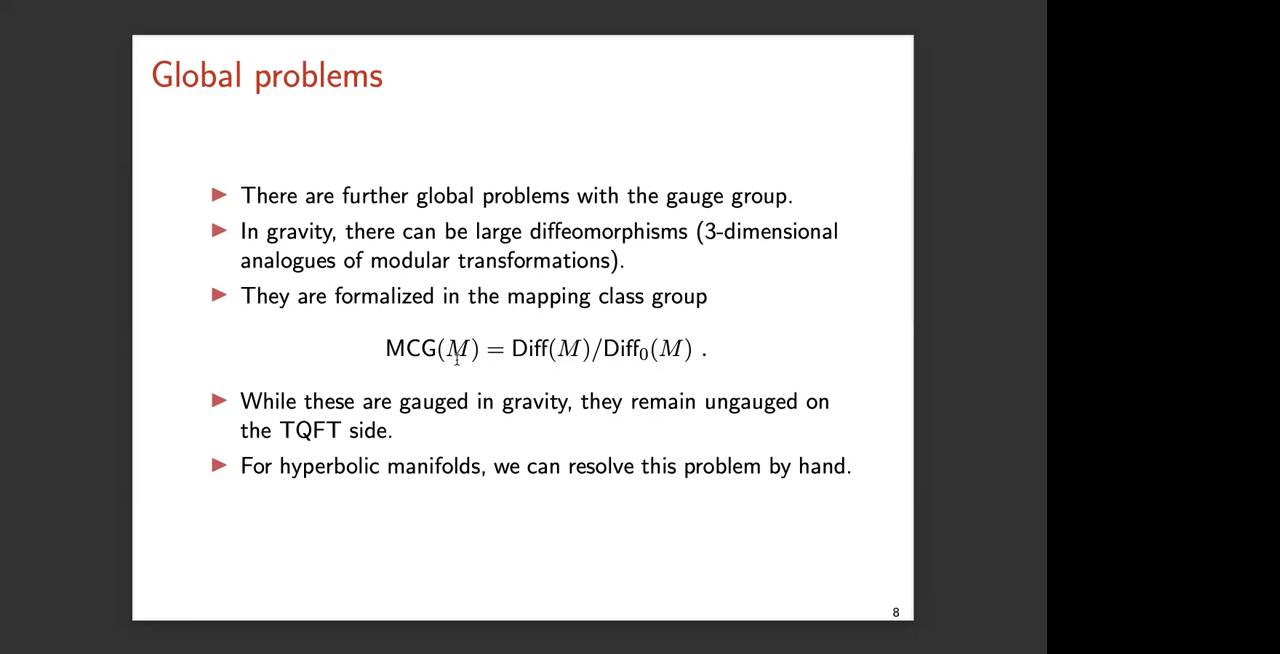 Global problems
▶ There are further global problems with the gauge group.
▶ In gravity, there can be large diffeomorphisms (3-dimensional
analogues of modular transformations).
▶ They are formalized in the mapping class group
MCG(M) = Diff(M)/Diff₀(M) .
▶ While these are gauged in gravity, they remain ungauged on
the TQFT side.
▶ For hyperbolic manifolds, we can resolve this problem by hand.
8